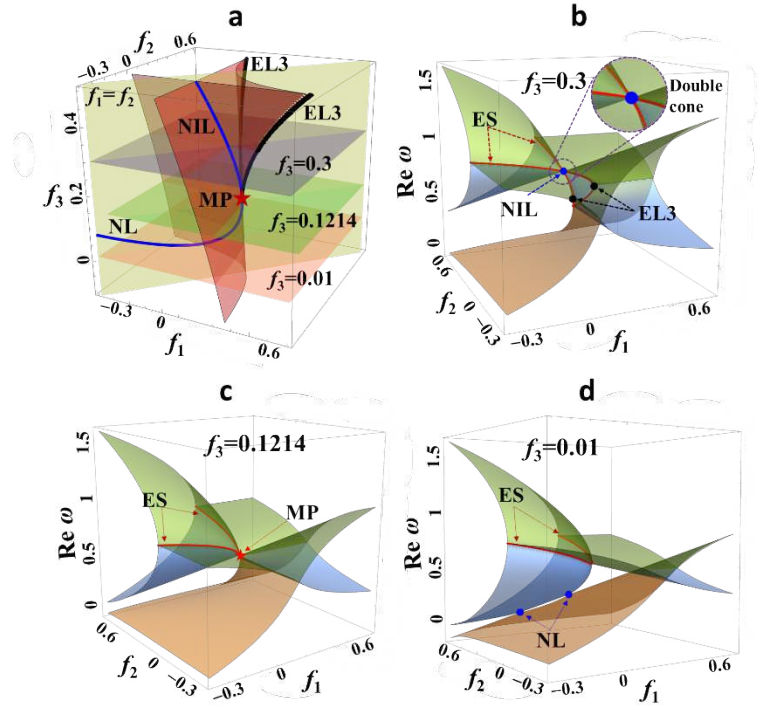 a
f₂
0.6
0
−0.3
f₁= f₂
EL3
EL3
NIL
0.4
f₃=0.3
f₃
0.2
MP
NL
f₃=0.1214
0
f₃=0.01
−0.3
0
f₁
0.6
b
f₃=0.3
Double
cone
1.5
ES
1
Re ω
0.5
NIL
EL3
0
0.6
f₂
0
−0.3
−0.3
0
f₁
0.6
c
f₃=0.1214
1.5
ES
MP
1
Re ω
0.5
0
0.6
f₂
0
−0.3
−0.3
0
f₁
0.6
d
f₃=0.01
1.5
ES
1
Re ω
0.5
0
NL
0.6
f₂
0
−0.3
−0.3
0
f₁
0.6